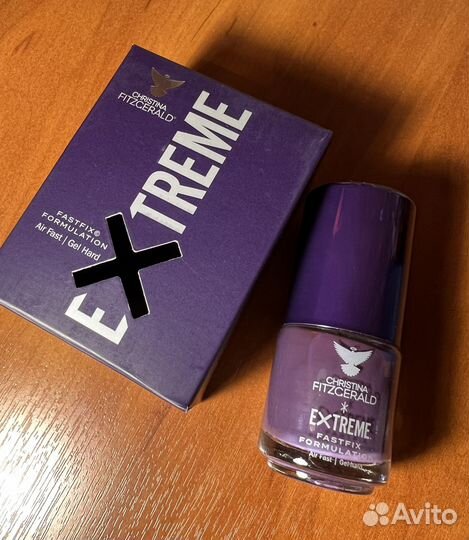 CHRISTINA
FITZGERALD®
EXTREME
FASTFIX©
FORMULATION
Air Fast | Gel Hard
CHRISTINA
FITZGERALD
EXTREME
FASTFIX
FORMULATION
Air Fast | Gel hard
Avito